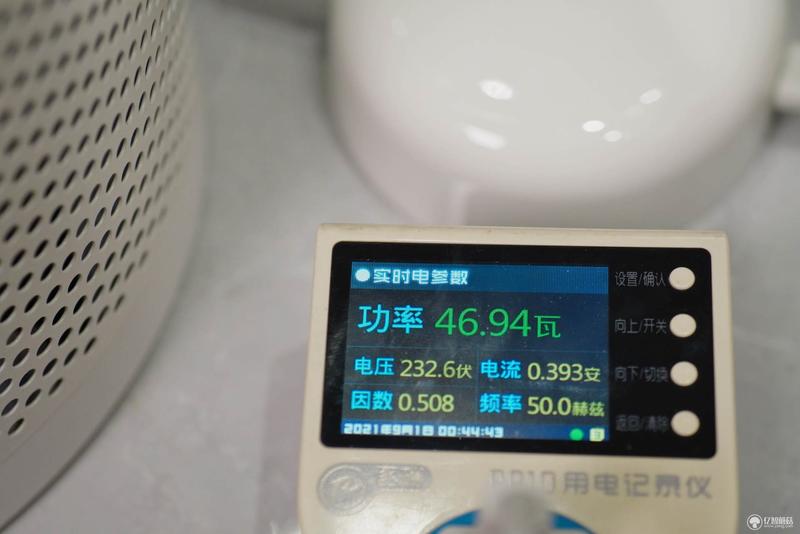 实时电参数
设置/确认
功率 46.94瓦
向上/开关
电压 232.6伏 电流 0.393安
向下/切换
因数 0.508 频率 50.0赫兹
返回/清除
2021年9月1日 00:44:43
用电记录仪
亿智蘑菇